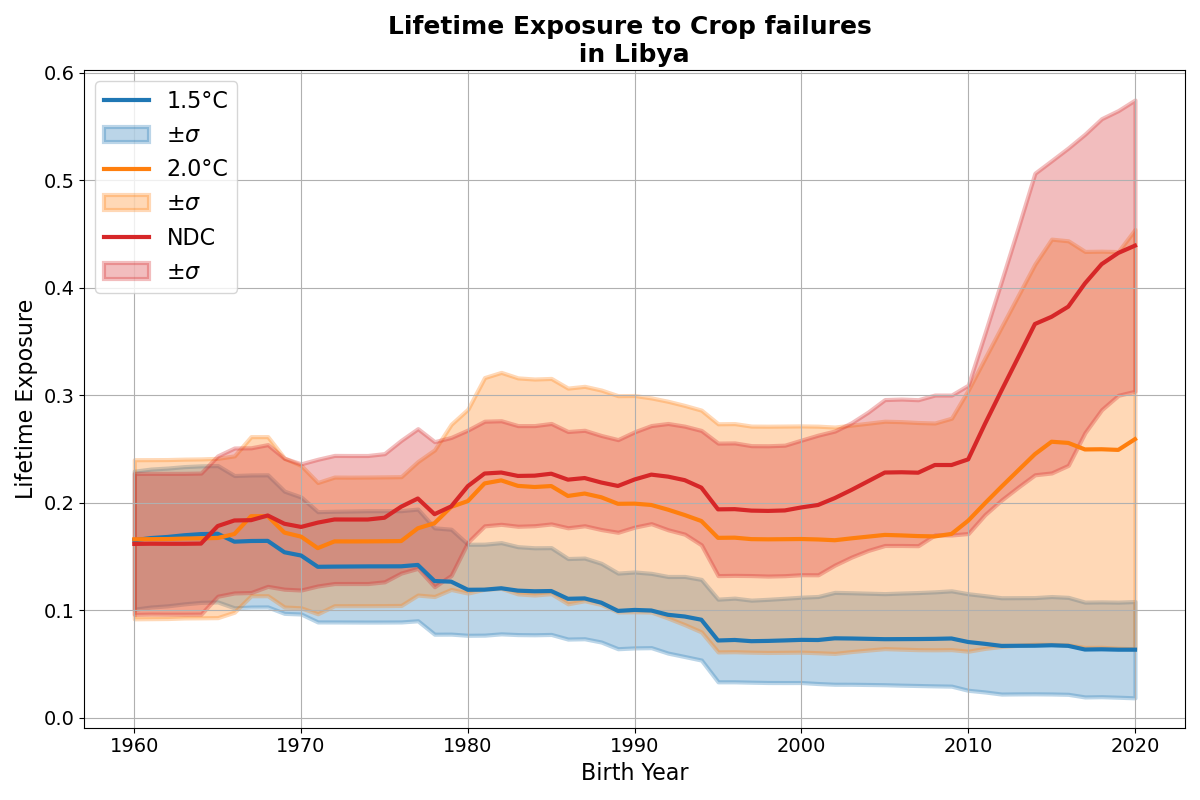 Lifetime Exposure to Crop failures
in Libya
0.6
0.5
0.4
0.3
0.2
0.1
0.0
Lifetime Exposure
1.5°C
±σ
2.0°C
±σ
NDC
±σ
1960 1970 1980 1990 2000 2010 2020
Birth Year